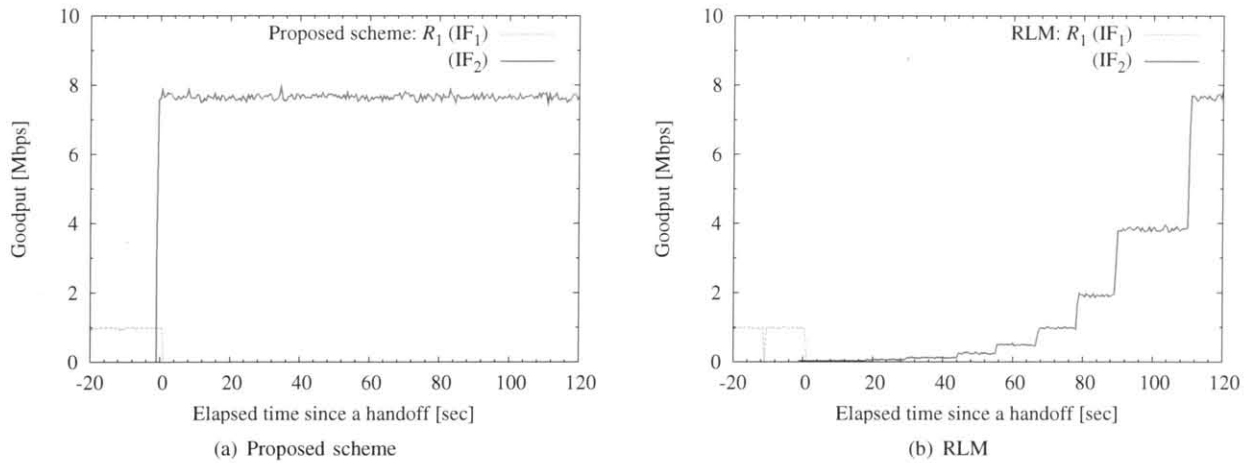 10
8
6
4
2
0
Goodput [Mbps]
Proposed scheme: R1 (IF1)
(IF2)
-20 0 20 40 60 80 100 120
Elapsed time since a handoff [sec]
(a) Proposed scheme
10
8
6
4
2
0
Goodput [Mbps]
RLM: R1 (IF1)
(IF2)
-20 0 20 40 60 80 100 120
Elapsed time since a handoff [sec]
(b) RLM